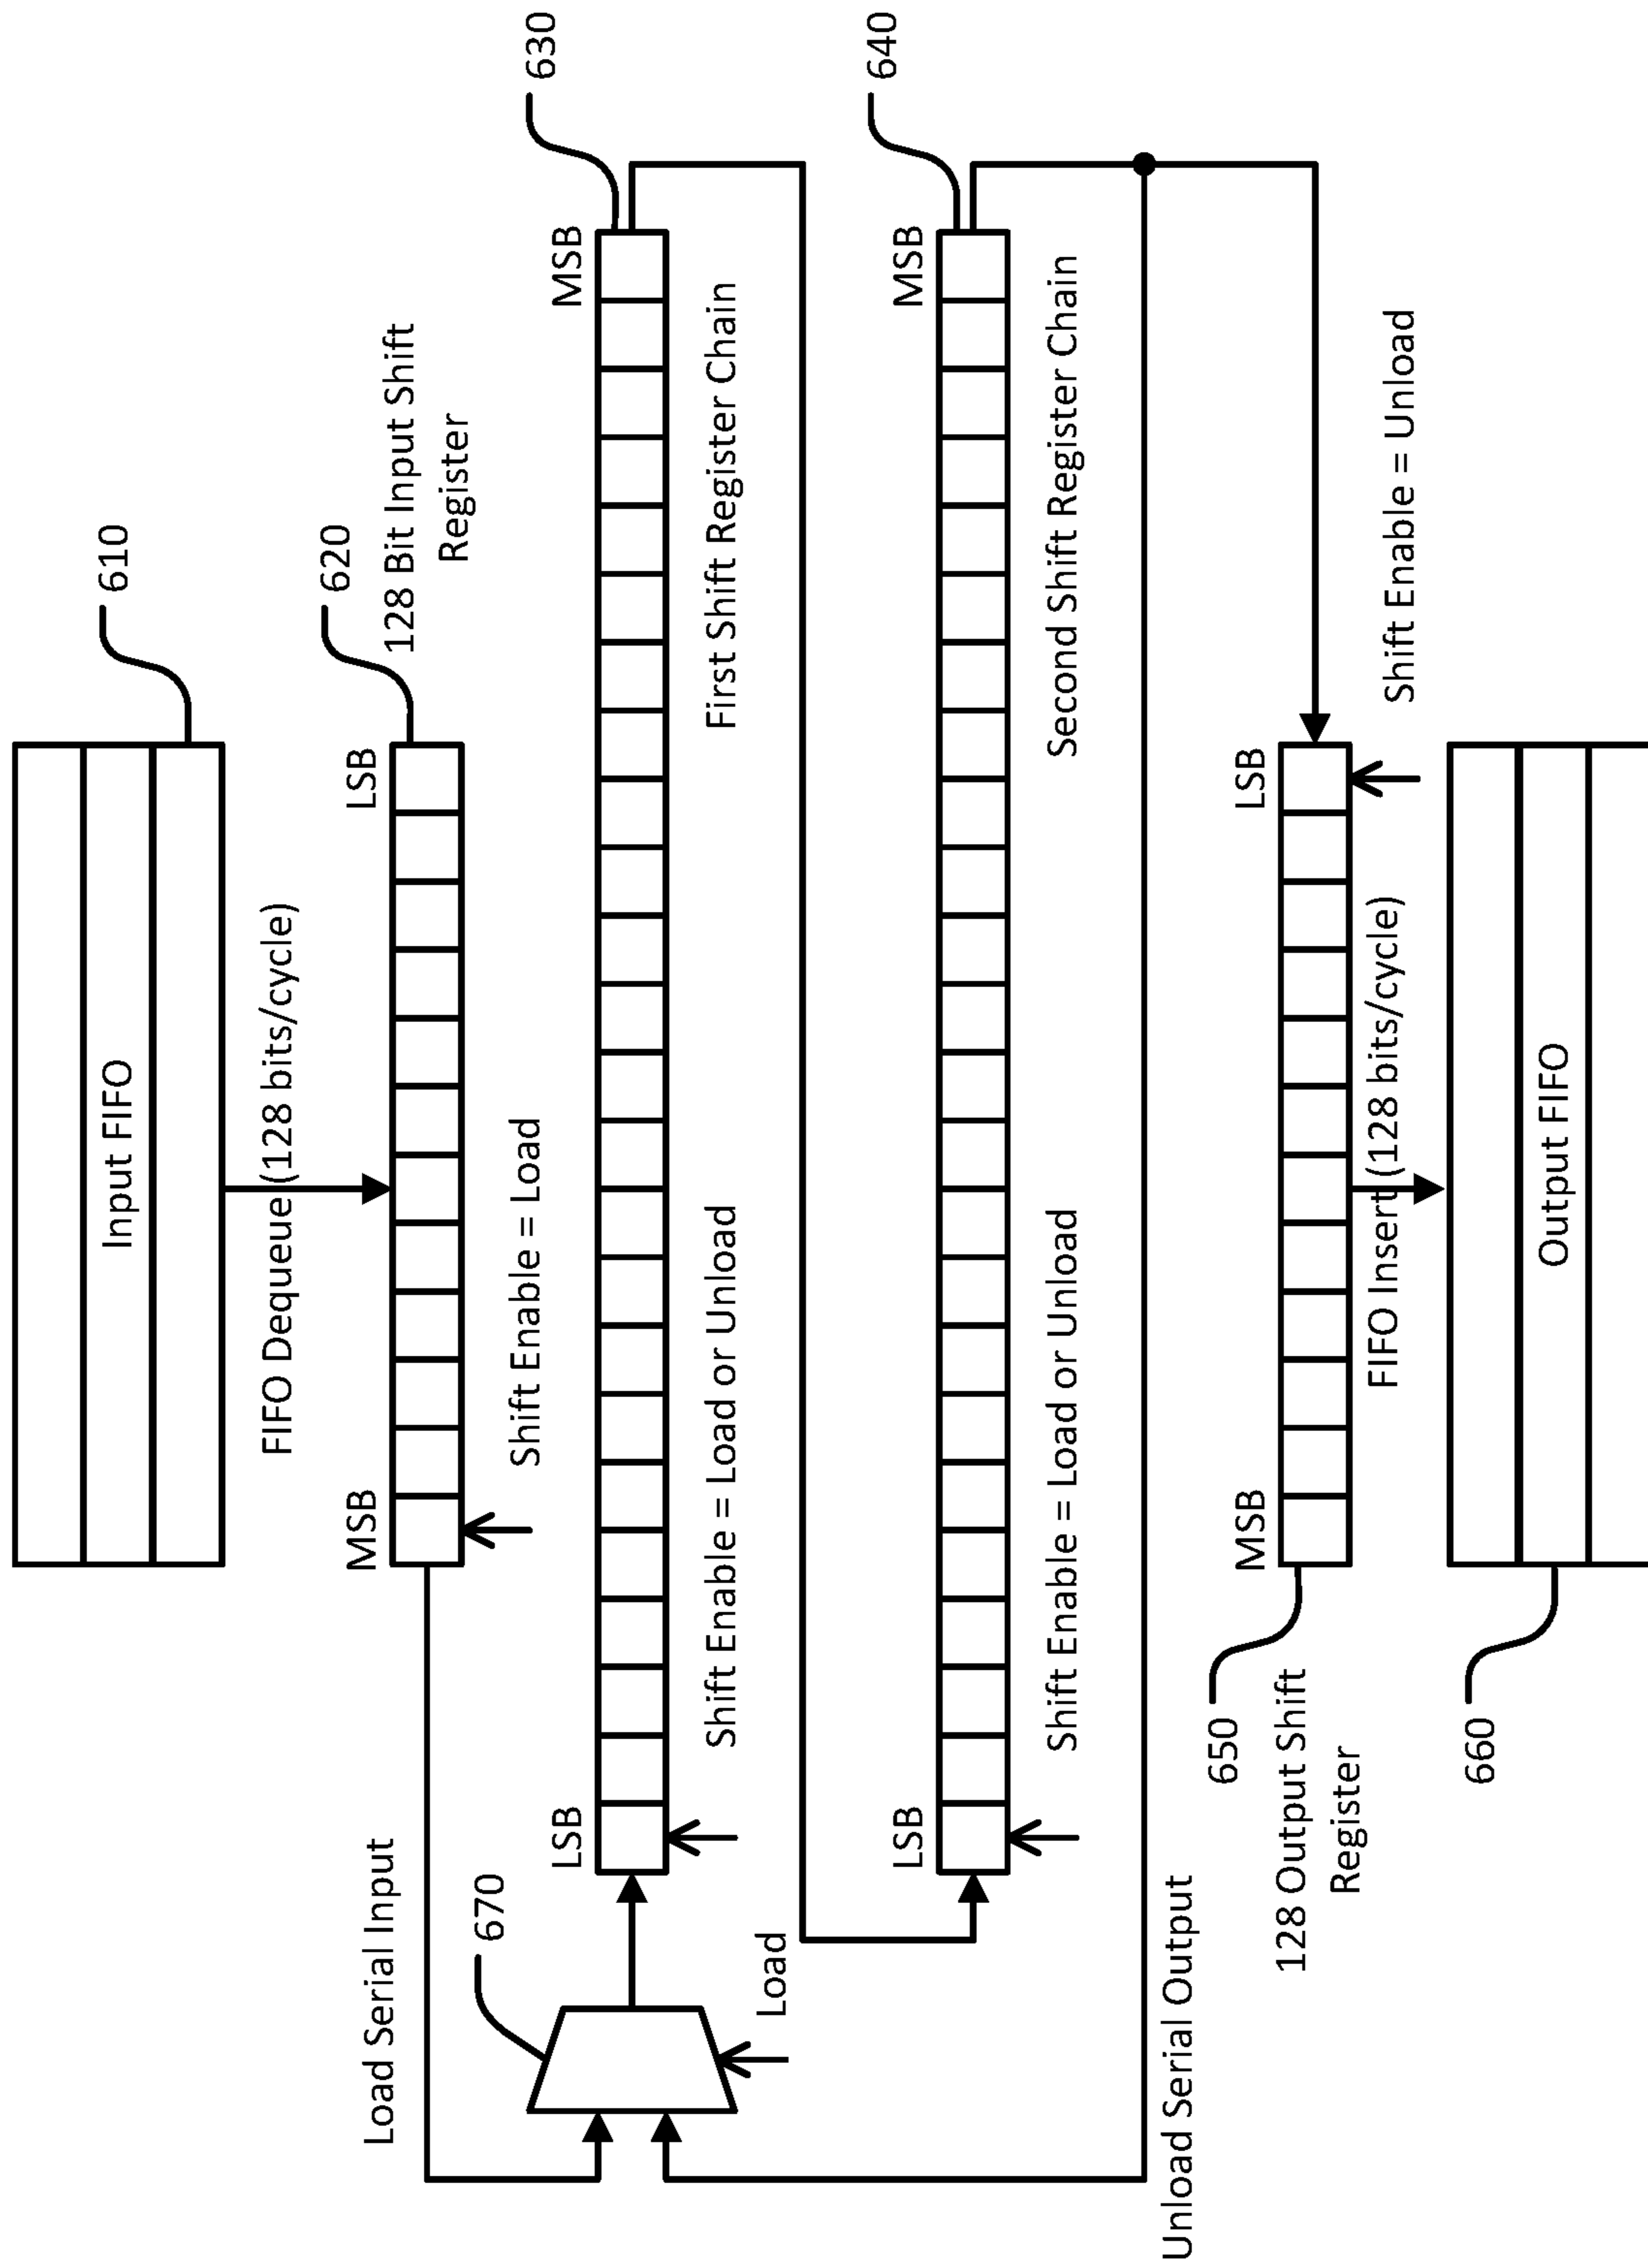 610
Input FIFO
FIFO Dequeue (128 bits/cycle)
620
128 Bit Input Shift
Register
MSB
LSB
Load Serial Input
Shift Enable = Load
630
670
LSB
MSB
Load
Shift Enable = Load or Unload
First Shift Register Chain
640
LSB
MSB
Shift Enable = Load or Unload
Second Shift Register Chain
Unload Serial Output
650
128 Output Shift
Register
MSB
LSB
Shift Enable = Unload
FIFO Insert (128 bits/cycle)
660
Output FIFO